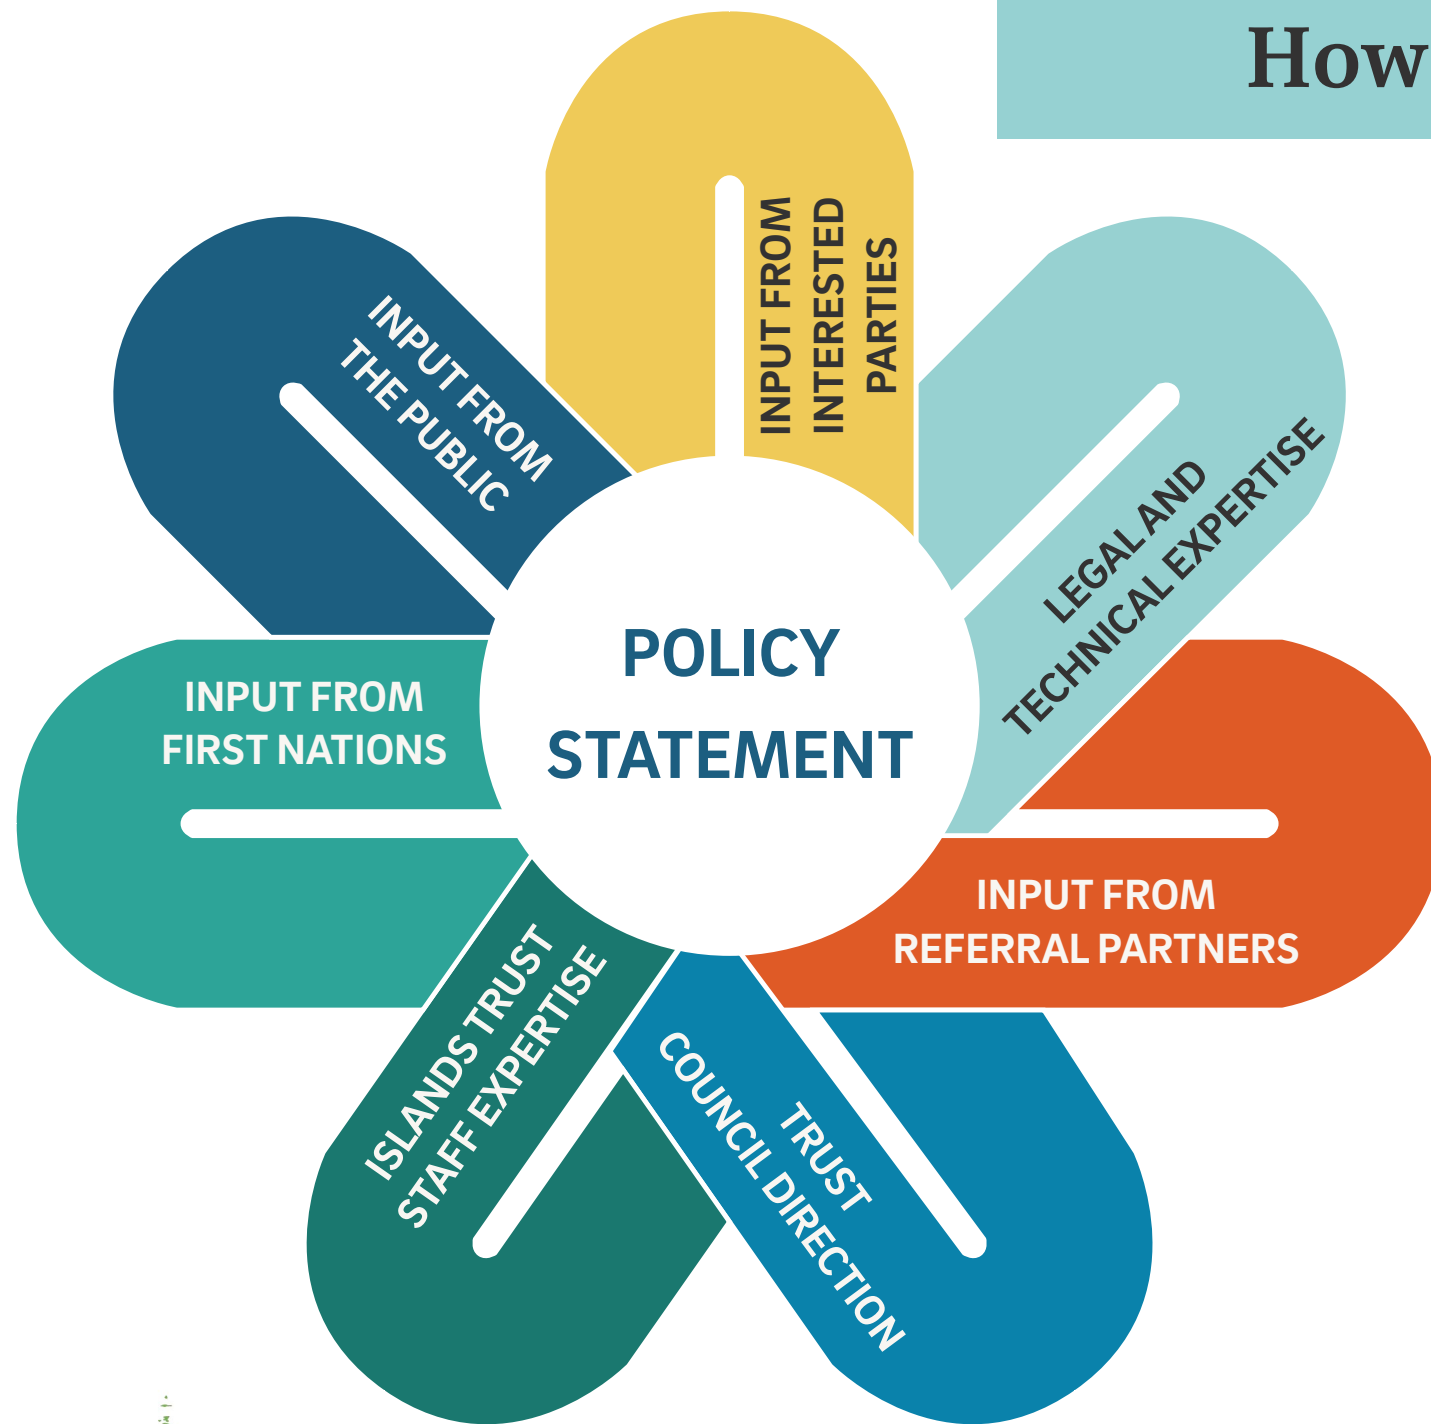 How
INPUT FROM
INTERESTED
PARTIES
INPUT FROM
THE PUBLIC
LEGAL AND
TECHNICAL EXPERTISE
POLICY
STATEMENT
INPUT FROM
FIRST NATIONS
INPUT FROM
REFERRAL PARTNERS
ISLANDS TRUST
STAFF EXPERTISE
TRUST
COUNCIL DIRECTION